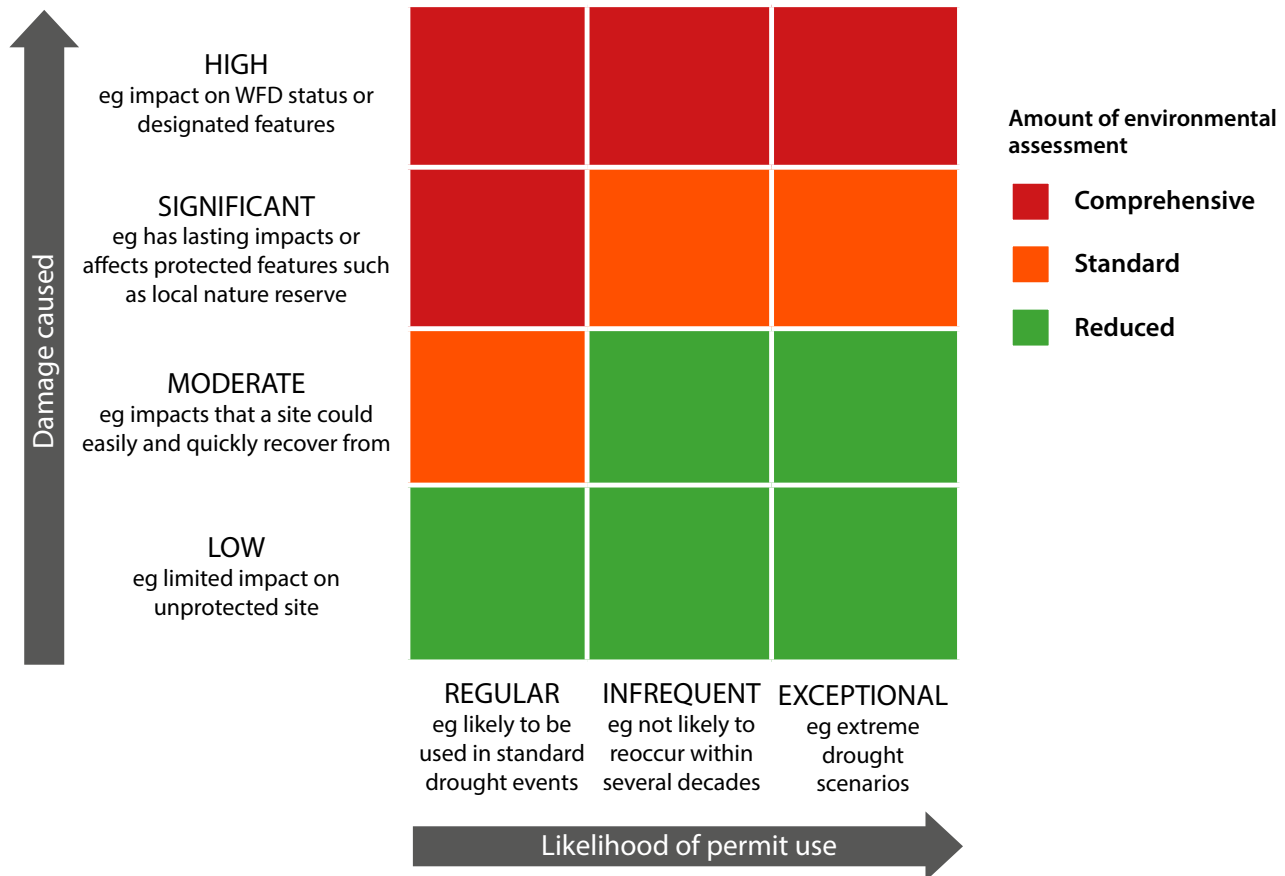 HIGH
eg impact on WFD status or
designated features
SIGNIFICANT
eg has lasting impacts or
affects protected features such
as local nature reserve
MODERATE
eg impacts that a site could
easily and quickly recover from
LOW
eg limited impact on
unprotected site
Damage caused
REGULAR
eg likely to be
used in standard
drought events
INFREQUENT
eg not likely to
reoccur within
several decades
EXCEPTIONAL
eg extreme
drought
scenarios
Likelihood of permit use
Amount of environmental
assessment
Comprehensive
Standard
Reduced